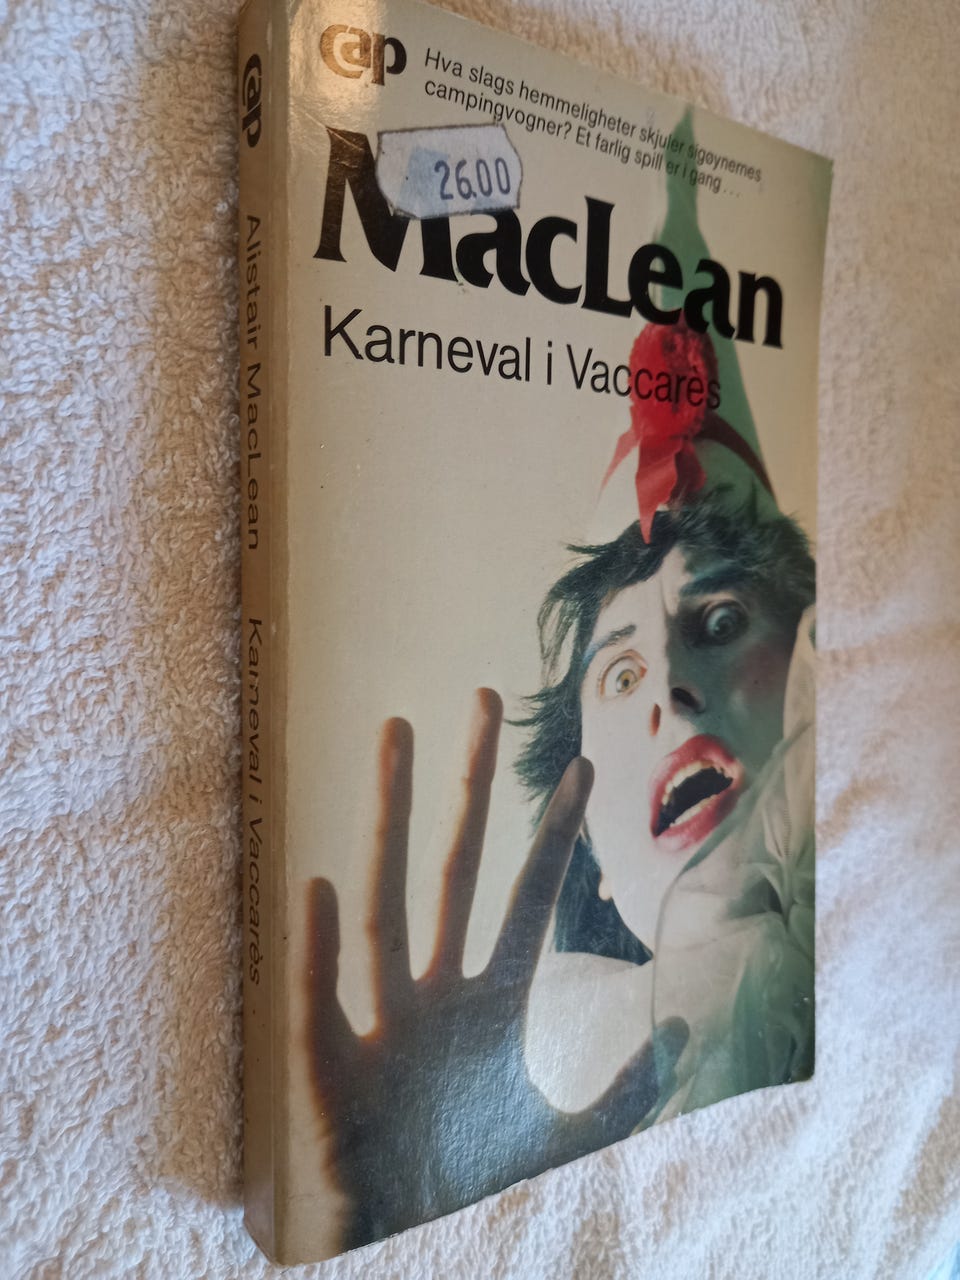 cap
Hva slags hemmeligheter skjuler sigøynernes
campingvogner? Et farlig spill er i gang...
26.00
MacLean
Karneval i Vaccarès
cap Alistair MacLean Karneval i Vaccarès